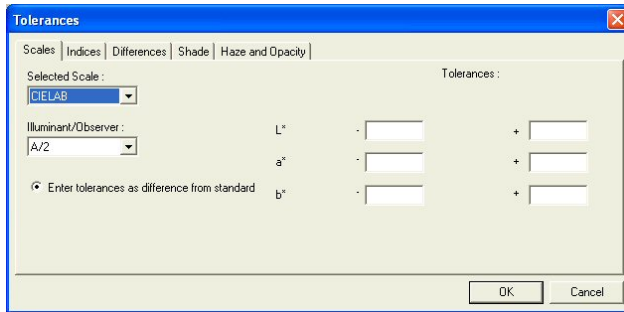 Tolerances
Scales Indices Differences Shade Haze and Opacity
Selected Scale : Tolerances :
CIELAB
Illuminant/Observer :
L* - +
A/2
a* - +
Enter tolerances as difference from standard
b* - +
OK Cancel